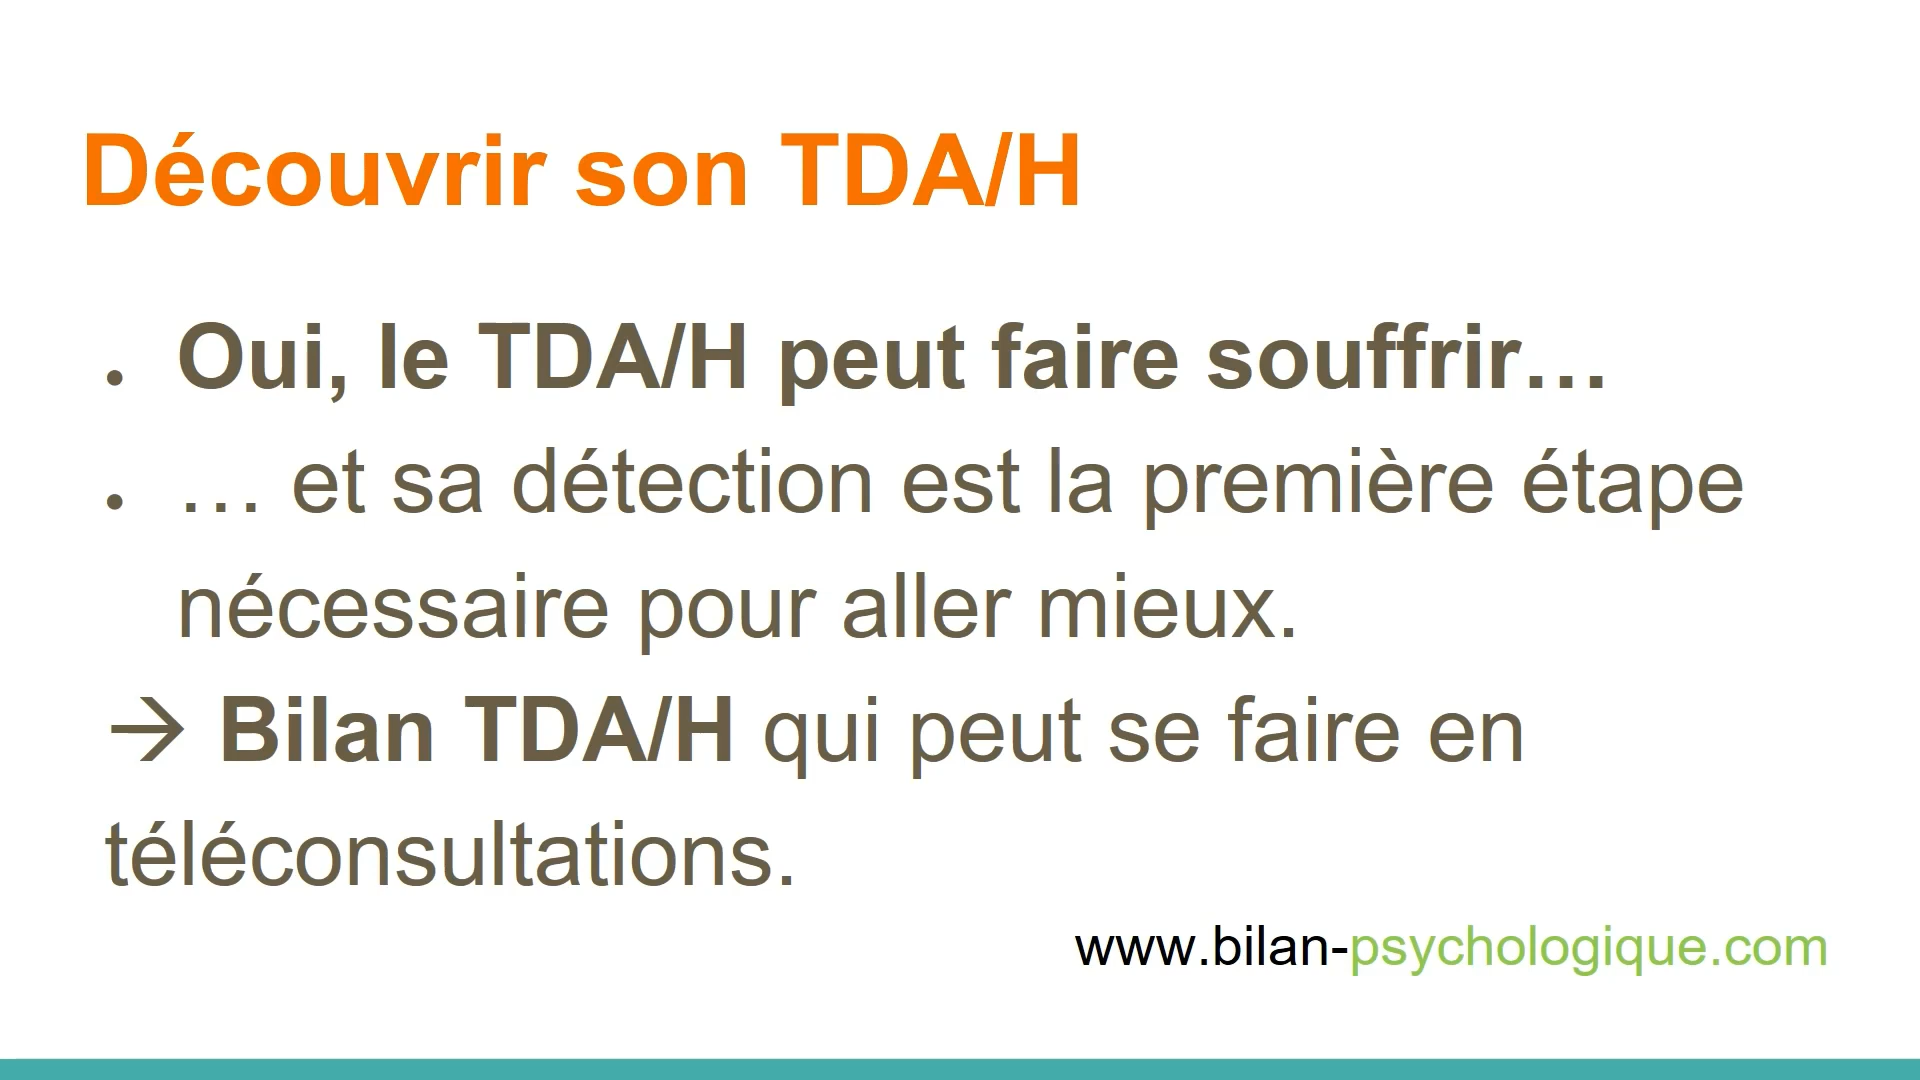 Découvrir son TDA/H
• Oui, le TDA/H peut faire souffrir…
• … et sa détection est la première étape
nécessaire pour aller mieux.
→ Bilan TDA/H qui peut se faire en
téléconsultations.
www.bilan-psychologique.com